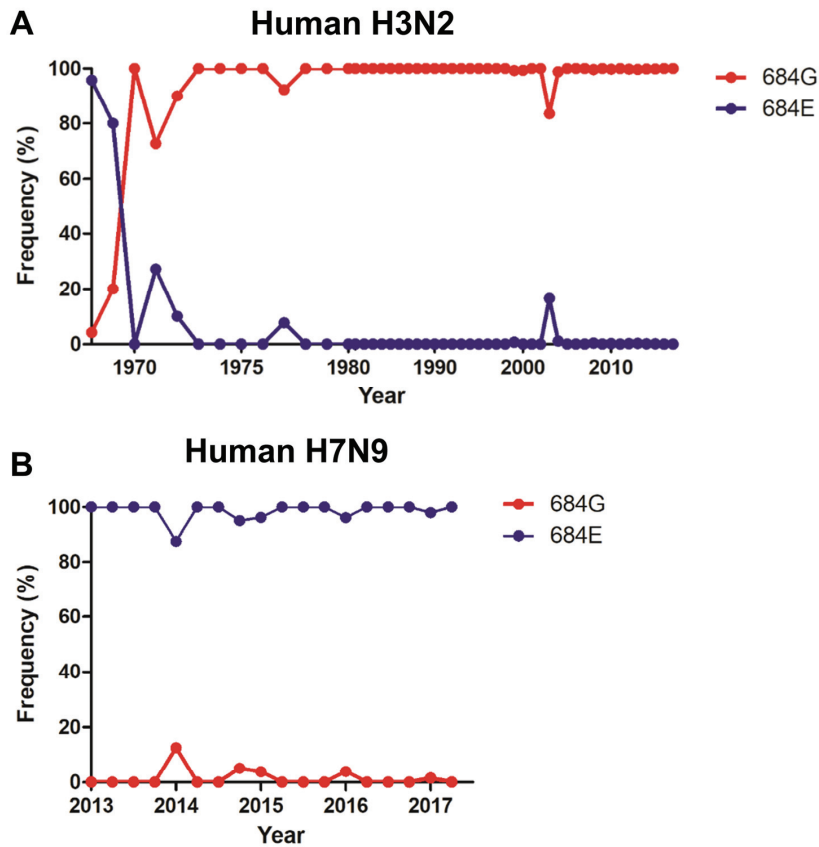 A
Human H3N2
100
80
60
40
20
0
Frequency (%)
1970 1975 1980 1990 2000 2010
Year
684G
684E
B
Human H7N9
100
80
60
40
20
0
Frequency (%)
2013 2014 2015 2016 2017
Year
684G
684E